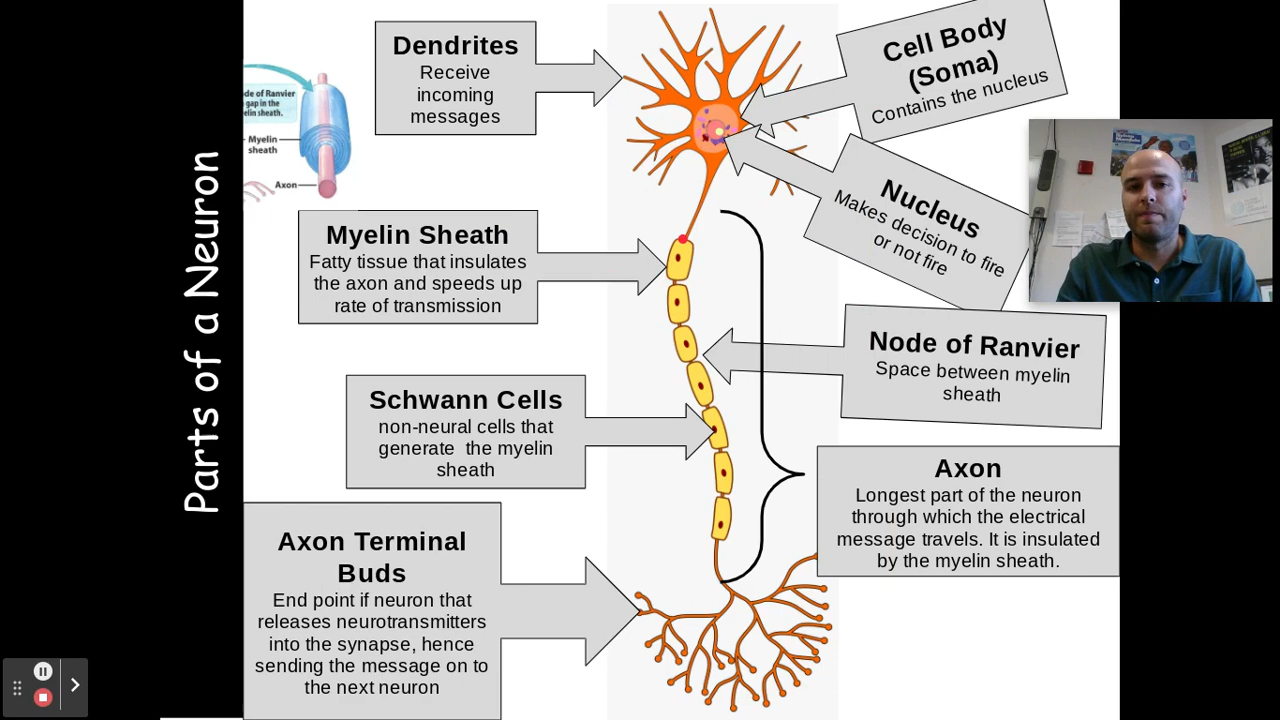 Parts of a Neuron
de of Ranvier
gap in the
elin sheath.
Myelin
sheath
Axon
Dendrites
Receive
incoming
messages
Cell Body
(Soma)
Contains the nucleus
Nucleus
Makes decision to fire
or not fire
Myelin Sheath
Fatty tissue that insulates
the axon and speeds up
rate of transmission
Node of Ranvier
Space between myelin
sheath
Schwann Cells
non-neural cells that
generate the myelin
sheath
Axon
Longest part of the neuron
through which the electrical
message travels. It is insulated
by the myelin sheath.
Axon Terminal
Buds
End point if neuron that
releases neurotransmitters
into the synapse, hence
sending the message on to
the next neuron